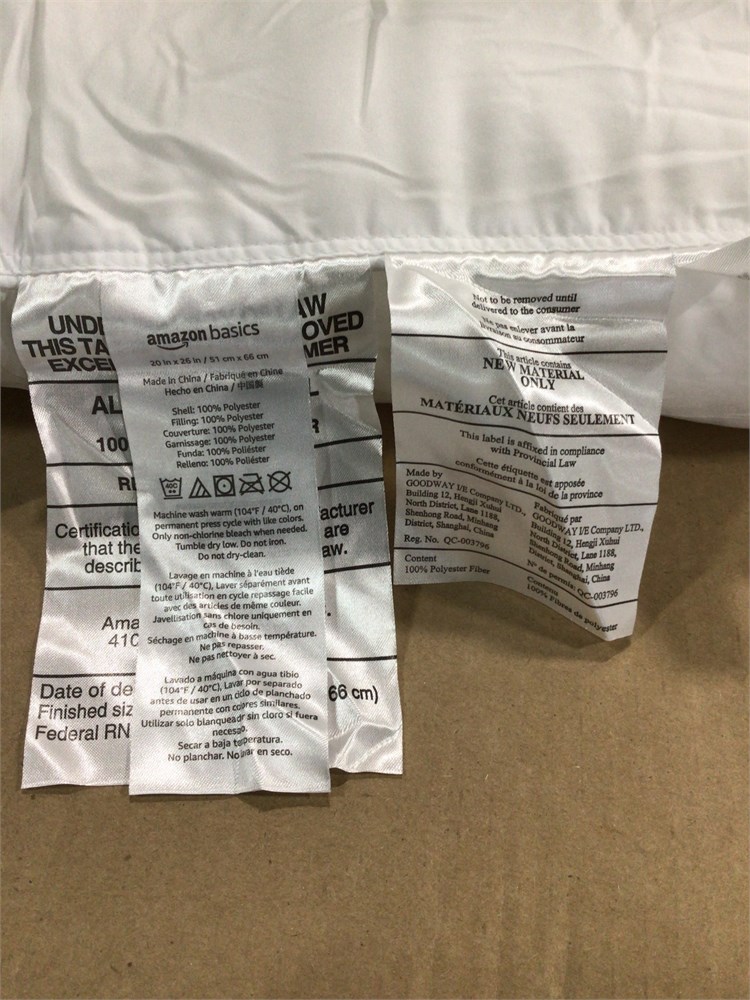 UNDE
THIS TA
EXCE
AL
100
RE
Certificatio
that the
describ
Ama
410
Date of de
Finished siz
Federal RN
amazon basics
20 in x 26 in / 51 cm x 66 cm
Made in China / Fabriqué en Chine
Hecho en China / 中国製
Shell: 100% Polyester
Filling: 100% Polyester
Couverture: 100% Polyester
Garnissage: 100% Polyester
Funda: 100% Poliéster
Relleno: 100% Poliéster
40C
Machine wash warm (104°F / 40°C), on
permanent press cycle with like colors.
Only non-chlorine bleach when needed.
Tumble dry low. Do not iron.
Do not dry-clean.
Lavage en machine à l'eau tiède
(104°F / 40°C), Laver séparément avant
toute utilisation en cycle repassage facile
avec des articles de même couleur.
Javellisation sans chlore uniquement en
cas de besoin.
Séchage en machine à basse température.
Ne pas repasser.
Ne pas nettoyer à sec.
Lavado a máquina con agua tibio
(104°F / 40°C), Lavar por separado
antes de usar en un ciclo de planchado
permanente con colores similares.
Utilizar solo blanqueador sin cloro si fuera
necesao.
Secar a baja temperatura.
No planchar. No lavar en seco.
AW
OVED
MER
L
R
acturer
are
aw.
66 cm)
Not to be removed until
delivered to the consumer
Ne pas enlever avant la
livraison au consommateur
This article contains
NEW MATERIAL
ONLY
Cet article contient des
MATÉRIAUX NEUFS SEULEMENT
This label is affixed in compliance
with Provincial Law
Cette étiquette est apposée
conformément à la loi de la province
Made by
GOODWAY I/E Company LTD.,
Building 12, Hengji Xuhui
North District, Lane 1188,
Shenhong Road, Minhang
District, Shanghai, China
Reg. No. QC-003796
Fabriqué par
GOODWAY I/E Company LTD.,
Building 12, Hengji Xuhui
North District, Lane 1188,
Shenhong Road, Minhang
District, Shanghai, China
Nº de permis QC-003796
Content
100% Polyester Fiber
Contenu
100% Fibres de polyester